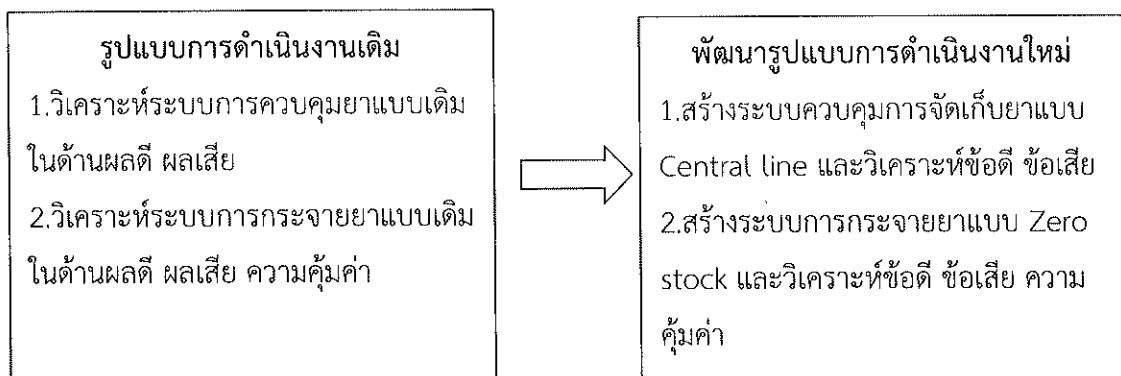 รูปแบบการดำเนินงานเดิม
1.วิเคราะห์ระบบการควบคุมยาแบบเดิม
ในด้านผลดี ผลเสีย
2.วิเคราะห์ระบบการกระจายยาแบบเดิม
ในด้านผลดี ผลเสีย ความคุ้มค่า
พัฒนารูปแบบการดำเนินงานใหม่
1.สร้างระบบควบคุมการจัดเก็บยาแบบ
Central line และวิเคราะห์ข้อดี ข้อเสีย
2.สร้างระบบการกระจายยาแบบ Zero
stock และวิเคราะห์ข้อดี ข้อเสีย ความ
คุ้มค่า